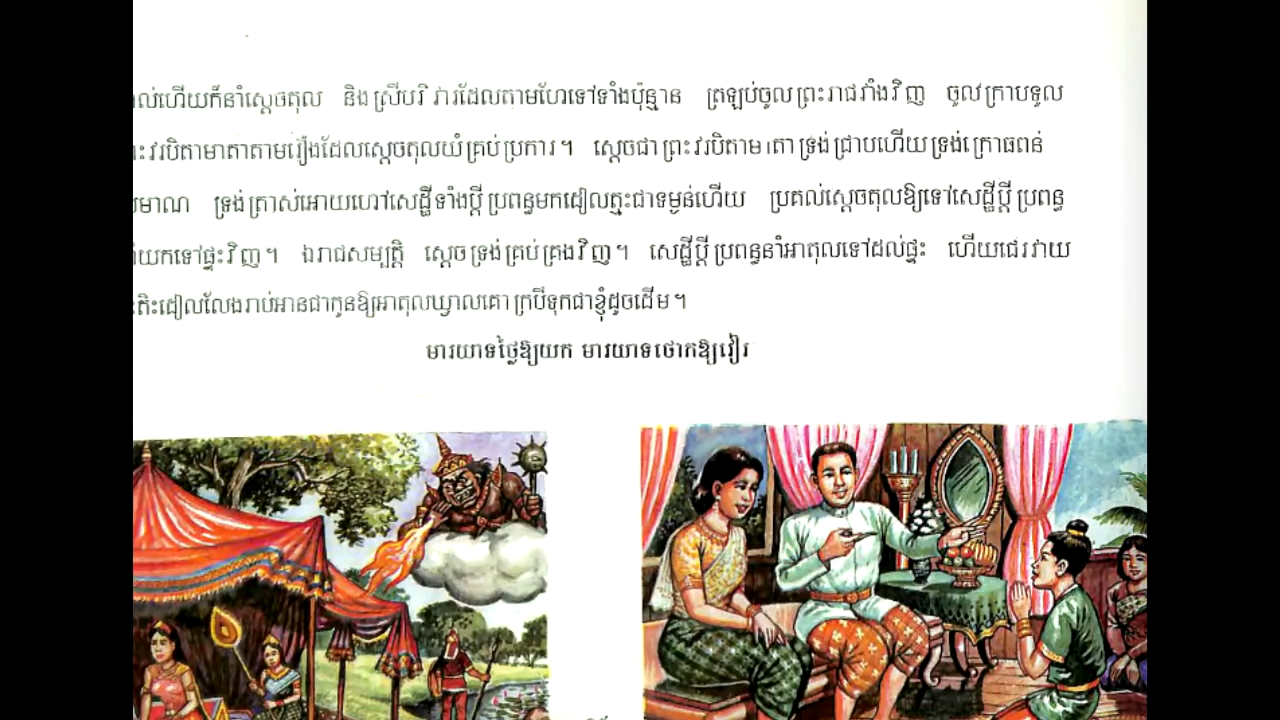 ល់ហើយក៏នាំស្ដេចតុល និងស្រីបរិវារដែលតាមហែទៅទាំងប៉ុន្មាន ត្រឡប់ចូលព្រះរាជវាំងវិញ ចូលក្រាបទូល
ះវរបិតាមាតាតាមរឿងដែលស្ដេចតុលយំគ្រប់ប្រការ។ ស្ដេចជាព្រះវរបិតាមាតា ទ្រង់ជ្រាបហើយទ្រង់ក្រោធពន់
មាណ ទ្រង់ត្រាស់អោយហៅសេដ្ឋីទាំងប្ដីប្រពន្ធមកដៀលត្មះជាទម្ងន់ហើយ ប្រគល់ស្ដេចតុលឱ្យទៅសេដ្ឋីប្ដីប្រពន្ធ
យកទៅផ្ទះវិញ។ ឯរាជសម្បត្តិ ស្ដេចទ្រង់គ្រប់គ្រងវិញ។ សេដ្ឋីប្ដីប្រពន្ធនាំអាតុលទៅដល់ផ្ទះ ហើយជេរវាយ
តិះដៀលលែងរាប់អានជាកូនឱ្យអាតុលឃ្វាលគោក្របីទុកជាខ្ញុំដូចដើម។
មារយាទថ្លៃឱ្យយក មារយាទថោកឱ្យវៀរ